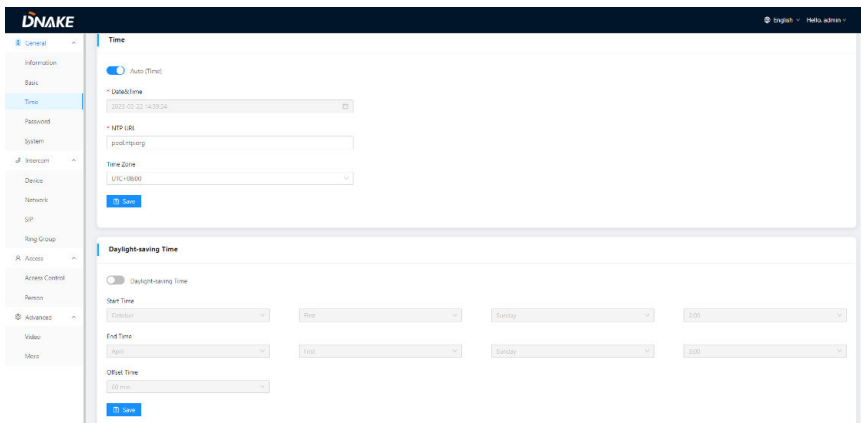 DNAKE
English
Hello, admin
General
Information
Basic
Time
Password
System
Intercom
Device
Network
SIP
Ring Group
Access
Access Control
Person
Advanced
Video
More
Time
Auto (Time)
* Date&Time
* NTP URL
pool.ntp.org
Time Zone
UTC+08:00
Save
Daylight-saving Time
Daylight-saving Time
Start Time
October
First
Sunday
2:00
End Time
April
First
Sunday
3:00
Offset Time
60 min
Save